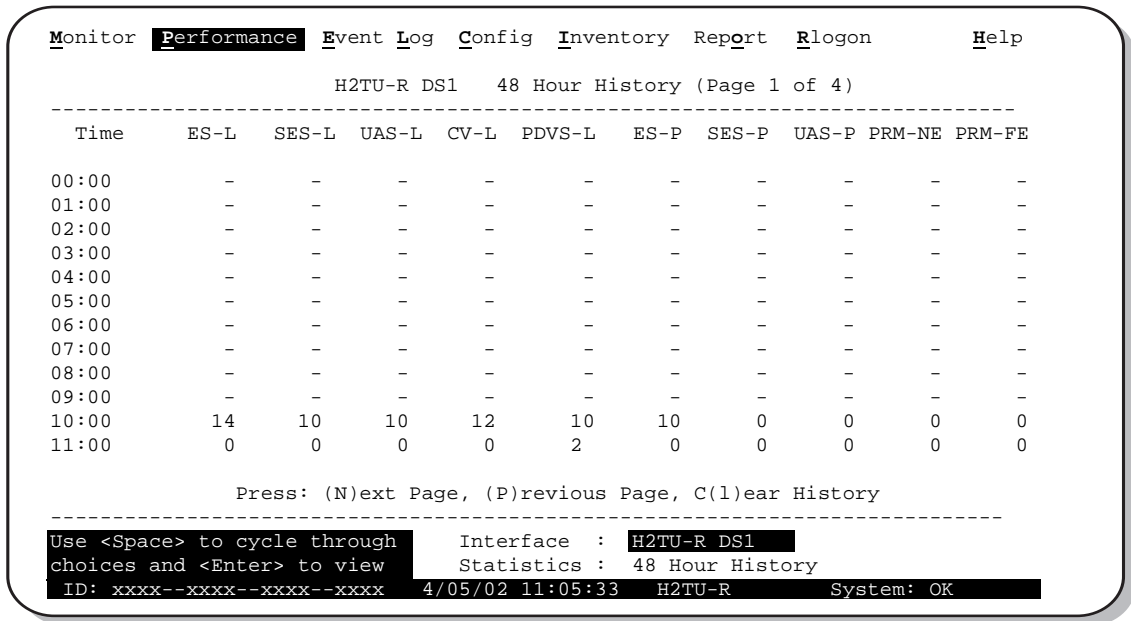 Monitor Performance Event Log Config Inventory Report Rlogon Help
H2TU-R DS1 48 Hour History (Page 1 of 4)
--------------------------------------------------------------------------------
Time ES-L SES-L UAS-L CV-L PDVS-L ES-P SES-P UAS-P PRM-NE PRM-FE
00:00 - - - - - - - - - -
01:00 - - - - - - - - - -
02:00 - - - - - - - - - -
03:00 - - - - - - - - - -
04:00 - - - - - - - - - -
05:00 - - - - - - - - - -
06:00 - - - - - - - - - -
07:00 - - - - - - - - - -
08:00 - - - - - - - - - -
09:00 - - - - - - - - - -
10:00 14 10 10 12 10 10 0 0 0 0
11:00 0 0 0 0 2 0 0 0 0 0
Press: (N)ext Page, (P)revious Page, C(l)ear History
-------------------------------------------------------------------------------
Use <Space> to cycle through Interface : H2TU-R DS1
choices and <Enter> to view Statistics : 48 Hour History
ID: xxxx--xxxx--xxxx--xxxx 4/05/02 11:05:33 H2TU-R System: OK